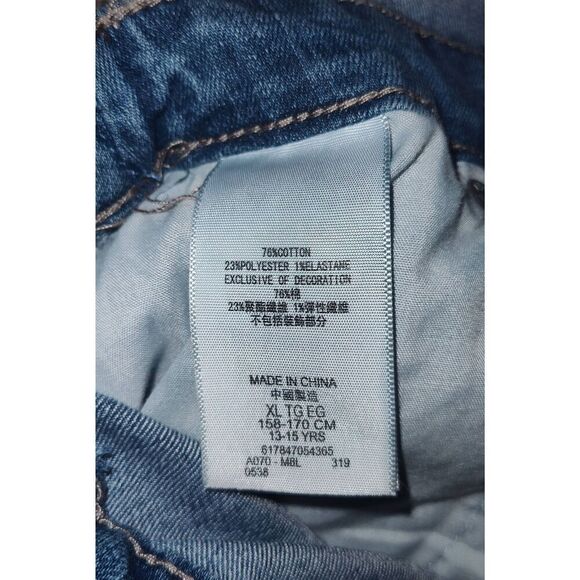 76%COTTON
23%POLYESTER 1%ELASTANE
EXCLUSIVE OF DECORATION
76%棉
23%聚酯纖維 1%彈性纖維
不包括裝飾部分
MADE IN CHINA
中國製造
XL TG EG
158-170 CM
13-15 YRS
617847054365
A070 - M8L 319
0538